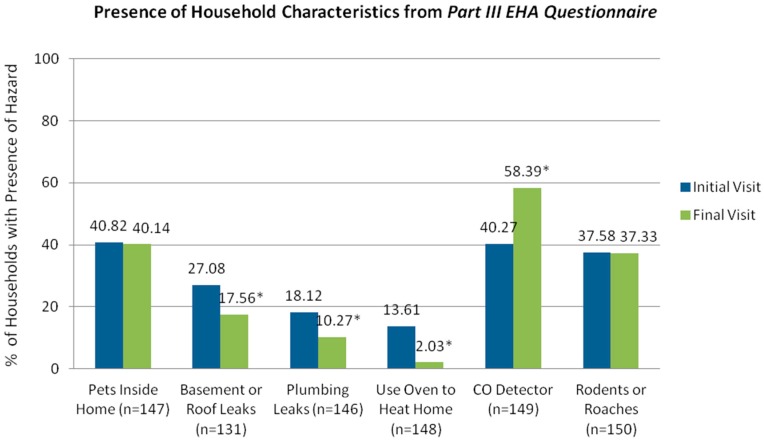 Presence of Household Characteristics from Part III EHA Questionnaire
% of Households with Presence of Hazard
100
80
60
40
20
0
40.82 40.14
27.08
17.56*
18.12
10.27*
13.61
2.03*
40.27
58.39*
37.58 37.33
Initial Visit
Final Visit
Pets Inside
Home (n=147)
Basement or
Roof Leaks
(n=131)
Plumbing
Leaks (n=146)
Use Oven to
Heat Home
(n=148)
CO Detector
(n=149)
Rodents or
Roaches
(n=150)